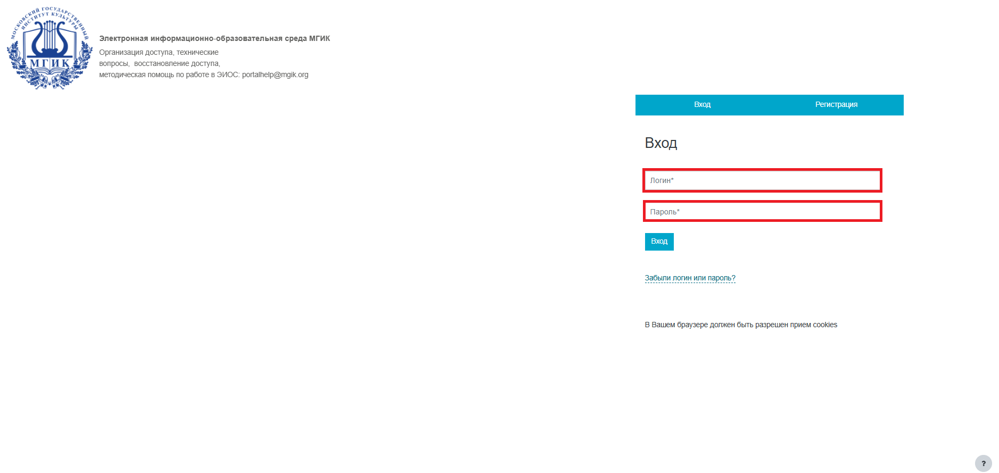 МОСКОВСКИЙ ГОСУДАРСТВЕННЫЙ
ИНСТИТУТ КУЛЬТУРЫ
МГИК
Электронная информационно-образовательная среда МГИК
Организация доступа, технические
вопросы,  восстановление доступа,
методическая помощь по работе в ЭИОС: portalhelp@mgik.org
Вход
Регистрация
Вход
Логин*
Пароль*
Вход
Забыли логин или пароль?
В Вашем браузере должен быть разрешен прием cookies
?